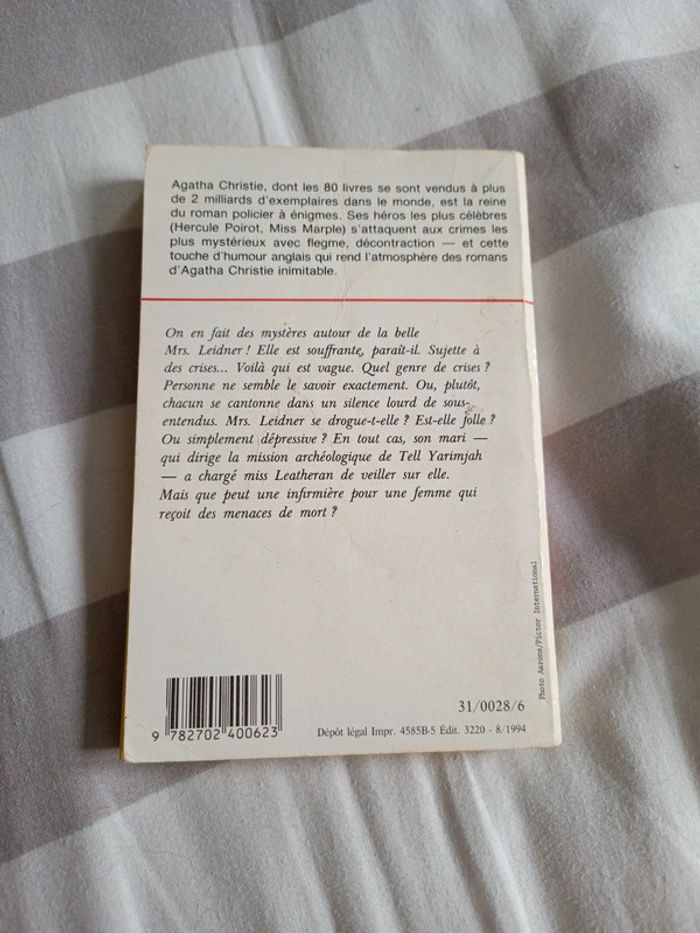 Agatha Christie, dont les 80 livres se sont vendus à plus
de 2 milliards d'exemplaires dans le monde, est la reine
du roman policier à énigmes. Ses héros les plus célèbres
(Hercule Poirot, Miss Marple) s'attaquent aux crimes les
plus mystérieux avec flegme, décontraction — et cette
touche d'humour anglais qui rend l'atmosphère des romans
d'Agatha Christie inimitable.
On en fait des mystères autour de la belle
Mrs. Leidner ! Elle est souffrante, paraît-il. Sujette à
des crises... Voilà qui est vague. Quel genre de crises ?
Personne ne semble le savoir exactement. Ou, plutôt,
chacun se cantonne dans un silence lourd de sous-
entendus. Mrs. Leidner se drogue-t-elle ? Est-elle folle ?
Ou simplement dépressive ? En tout cas, son mari —
qui dirige la mission archéologique de Tell Yarimjah
— a chargé miss Leatheran de veiller sur elle.
Mais que peut une infirmière pour une femme qui
reçoit des menaces de mort ?
Photo Aarons/Pictor International
31/0028/6
Dépôt légal Impr. 4585B-5 Édit. 3220 - 8/1994
9 782702 400623